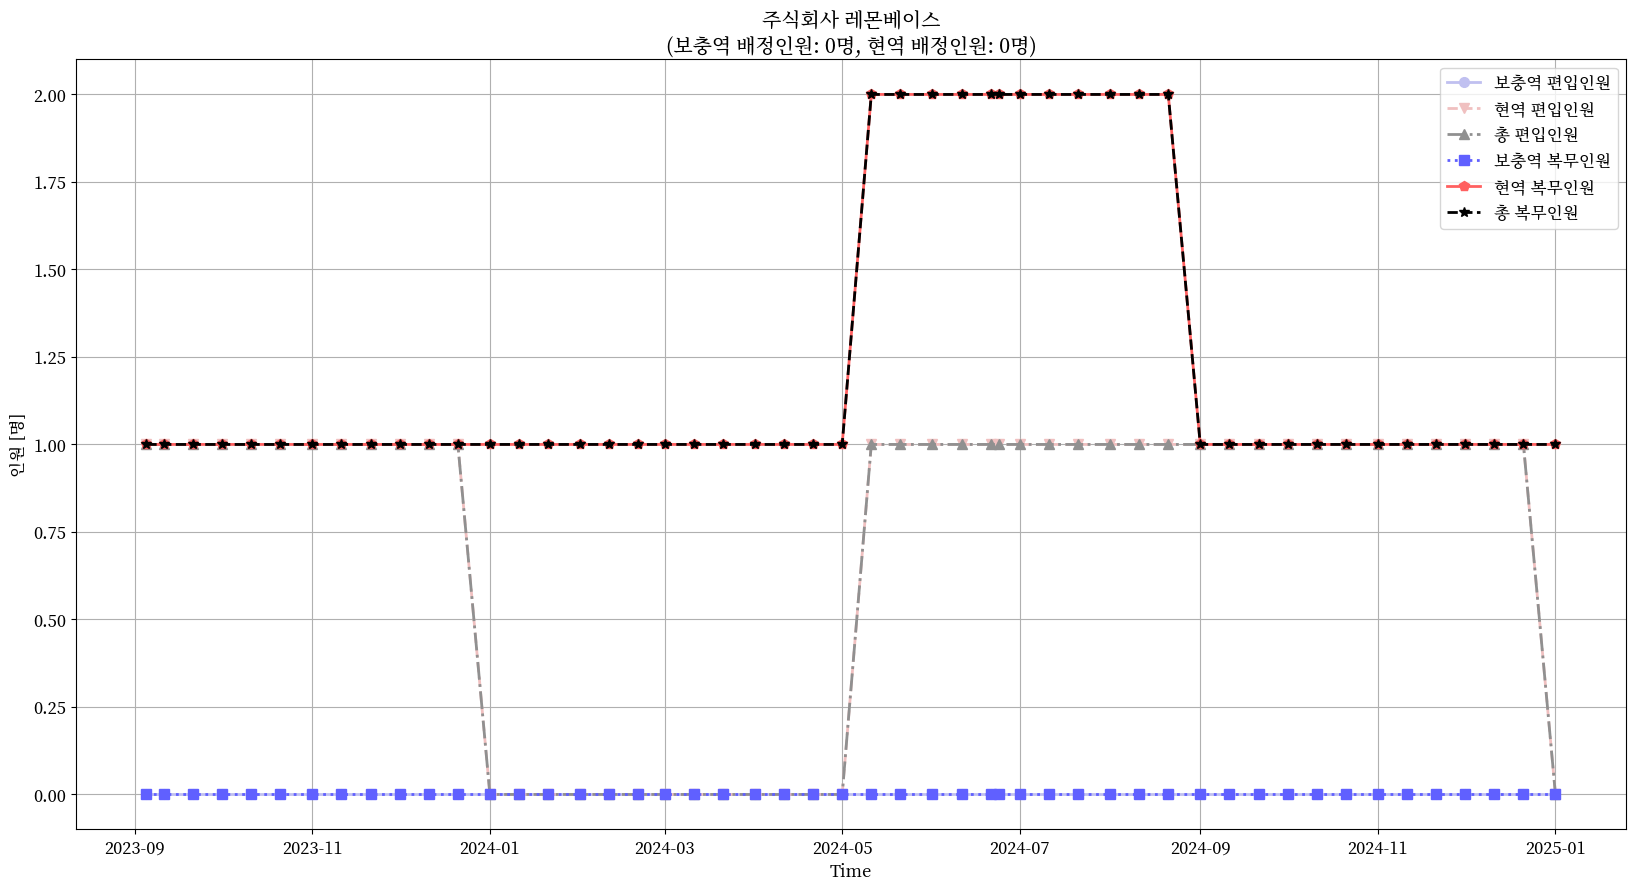 주식회사 레몬베이스
(보충역 배정인원: 0명, 현역 배정인원: 0명)
보충역 편입인원
현역 편입인원
총 편입인원
보충역 복무인원
현역 복무인원
총 복무인원
인원 [명]
2.00
1.75
1.50
1.25
1.00
0.75
0.50
0.25
0.00
2023-09
2023-11
2024-01
2024-03
2024-05
2024-07
2024-09
2024-11
2025-01
Time